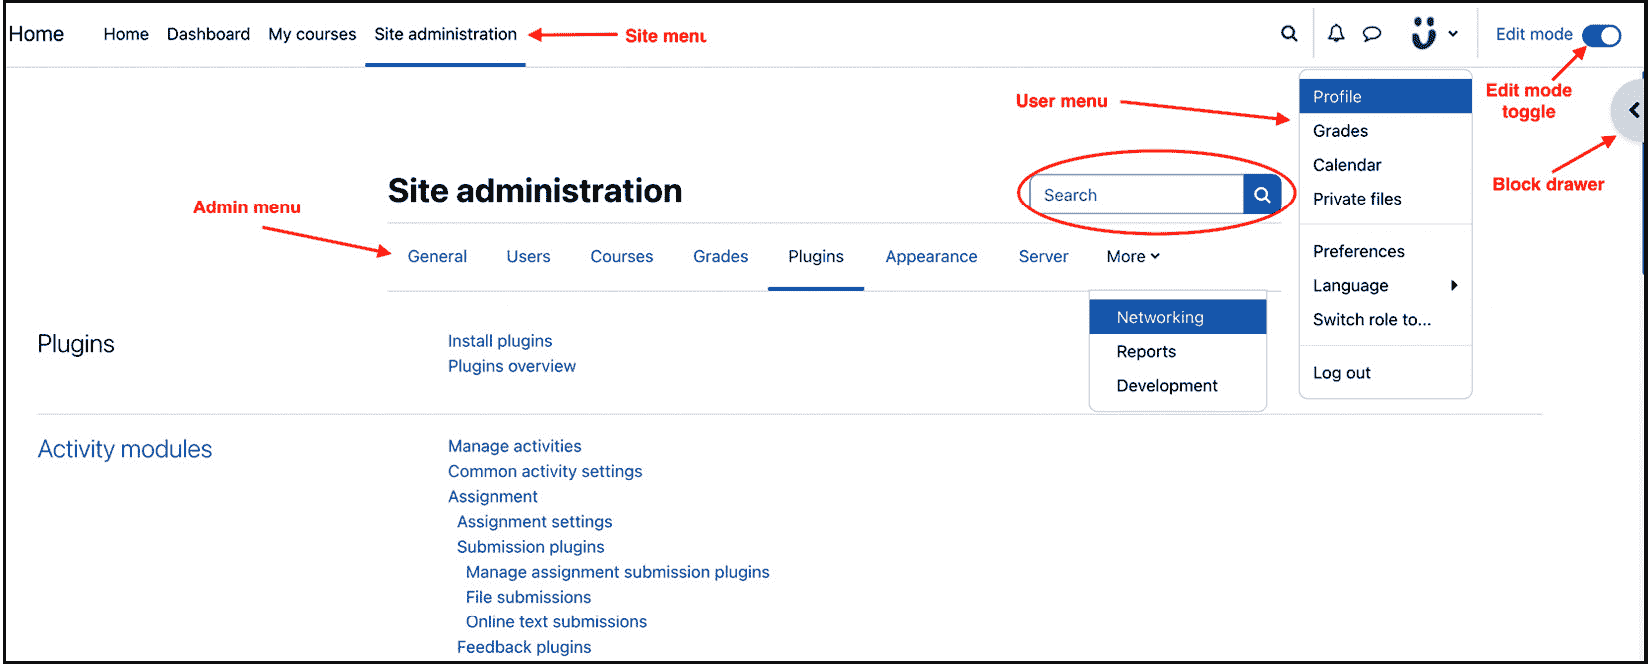 Home Home Dashboard My courses Site administration Site menu Edit mode
Edit mode
toggle
User menu
Profile
Grades
Calendar
Private files
Preferences
Language
Switch role to...
Log out
Block drawer
Site administration
Search
Admin menu
General Users Courses Grades Plugins Appearance Server More
Networking
Reports
Development
Plugins
Install plugins
Plugins overview
Activity modules
Manage activities
Common activity settings
Assignment
Assignment settings
Submission plugins
Manage assignment submission plugins
File submissions
Online text submissions
Feedback plugins